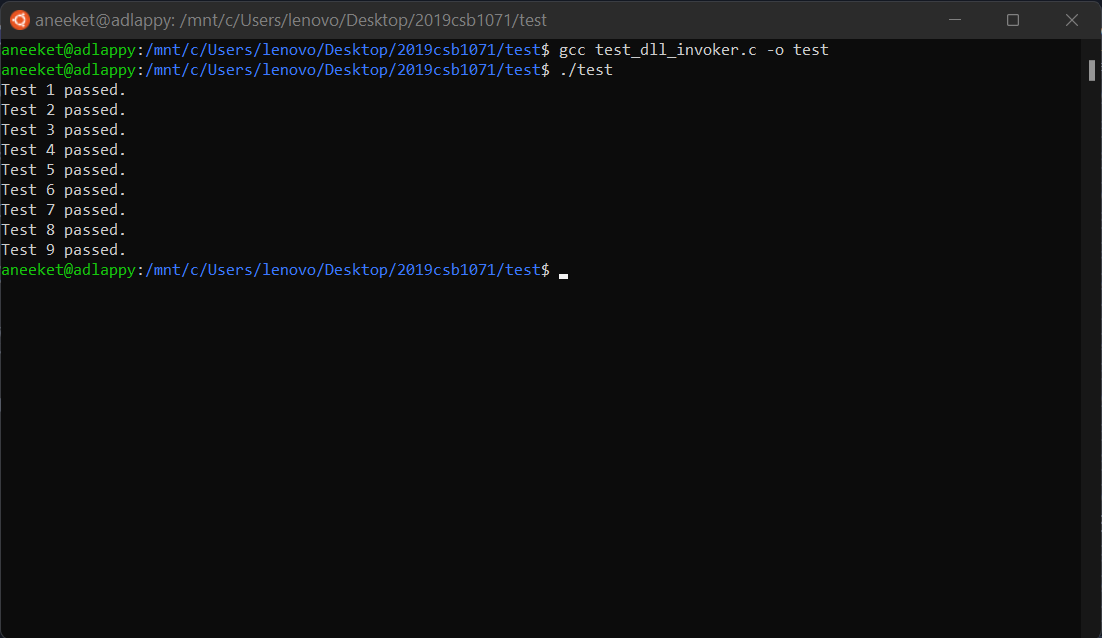 aneeket@adlappy: /mnt/c/Users/lenovo/Desktop/2019csb1071/test
aneeket@adlappy:/mnt/c/Users/lenovo/Desktop/2019csb1071/test$ gcc test_dll_invoker.c -o test
aneeket@adlappy:/mnt/c/Users/lenovo/Desktop/2019csb1071/test$ ./test
Test 1 passed.
Test 2 passed.
Test 3 passed.
Test 4 passed.
Test 5 passed.
Test 6 passed.
Test 7 passed.
Test 8 passed.
Test 9 passed.
aneeket@adlappy:/mnt/c/Users/lenovo/Desktop/2019csb1071/test$